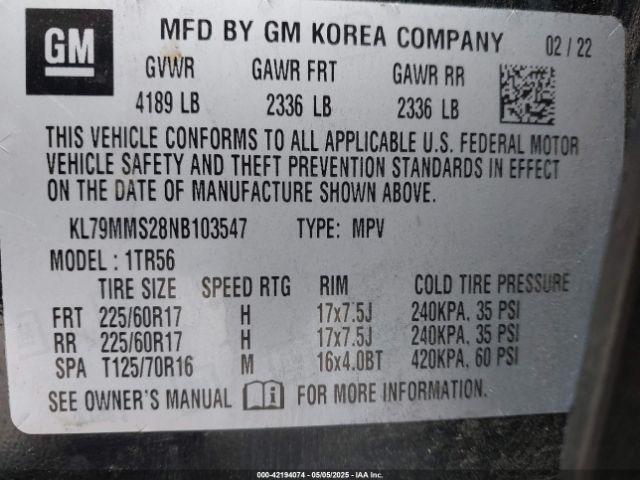 GM
MFD BY GM KOREA COMPANY 02 / 22
GVWR GAWR FRT GAWR RR
4189 LB 2336 LB 2336 LB
THIS VEHICLE CONFORMS TO ALL APPLICABLE U.S. FEDERAL MOTOR
VEHICLE SAFETY AND THEFT PREVENTION STANDARDS IN EFFECT
ON THE DATE OF MANUFACTURE SHOWN ABOVE.
KL79MMS28NB103547 TYPE: MPV
MODEL : 1TR56
TIRE SIZE SPEED RTG RIM COLD TIRE PRESSURE
FRT 225/60R17 H 17x7.5J 240KPA, 35 PSI
RR 225/60R17 H 17x7.5J 240KPA, 35 PSI
SPA T125/70R16 M 16x4.0BT 420KPA, 60 PSI
SEE OWNER'S MANUAL FOR MORE INFORMATION.
000-42194074 | 05/05/2025 | IAA Inc.